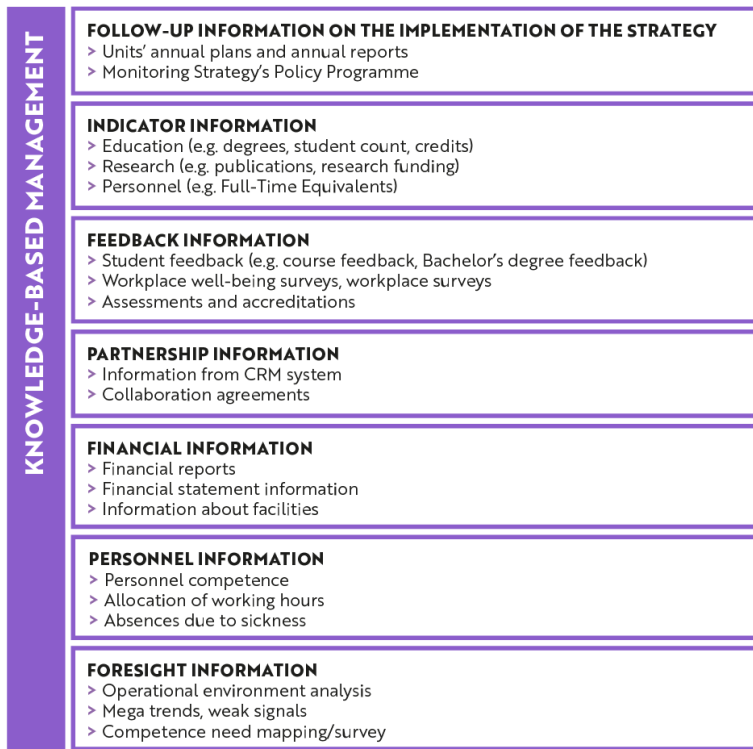 KNOWLEDGE-BASED MANAGEMENT
FOLLOW-UP INFORMATION ON THE IMPLEMENTATION OF THE STRATEGY
> Units' annual plans and annual reports
> Monitoring Strategy's Policy Programme
INDICATOR INFORMATION
> Education (e.g. degrees, student count, credits)
> Research (e.g. publications, research funding)
> Personnel (e.g. Full-Time Equivalents)
FEEDBACK INFORMATION
> Student feedback (e.g. course feedback, Bachelor's degree feedback)
> Workplace well-being surveys, workplace surveys
> Assessments and accreditations
PARTNERSHIP INFORMATION
> Information from CRM system
> Collaboration agreements
FINANCIAL INFORMATION
> Financial reports
> Financial statement information
> Information about facilities
PERSONNEL INFORMATION
> Personnel competence
> Allocation of working hours
> Absences due to sickness
FORESIGHT INFORMATION
> Operational environment analysis
> Mega trends, weak signals
> Competence need mapping/survey